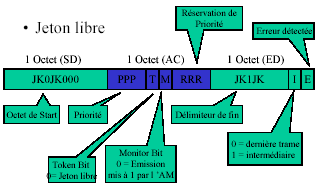 Réservation de
Priorité
• Jeton libre
Erreur détectée
1 Octet (SD)
1 Octet (AC)
1 Octet (ED)
JK0JK000
PPP
T
M
RRR
JK1JK
I
E
Octet de Start
Priorité
Délimiteur de fin
0 = dernière trame
1 = intermédiaire
Monitor Bit
0 = Emission
mis à 1 par l 'AM
Token Bit
0= Jeton libre